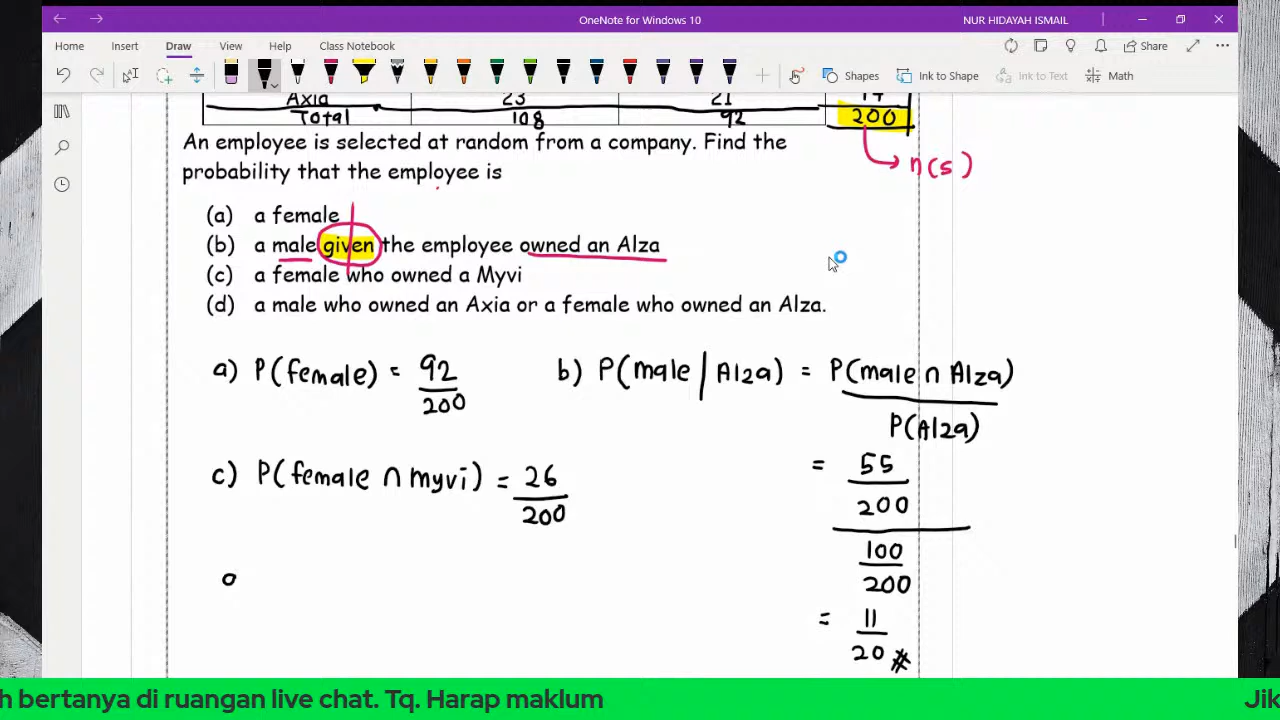 OneNote for Windows 10
NUR HIDAYAH ISMAIL
Home Insert Draw View Help Class Notebook
Share
Shapes Ink to Shape Ink to Text Math
Axia 23 21
Total 108 92 200
n(s)
An employee is selected at random from a company. Find the
probability that the employee is
(a) a female
(b) a male given the employee owned an Alza
(c) a female who owned a Myvi
(d) a male who owned an Axia or a female who owned an Alza.
a) P(female) = 92/200
b) P(male | Alza) = P(male ∩ Alza)/P(Alza)
c) P(female ∩ myvi) = 26/200
= 55/200
100/200
= 11/20 #
h bertanya di ruangan live chat. Tq. Harap maklum
Jik